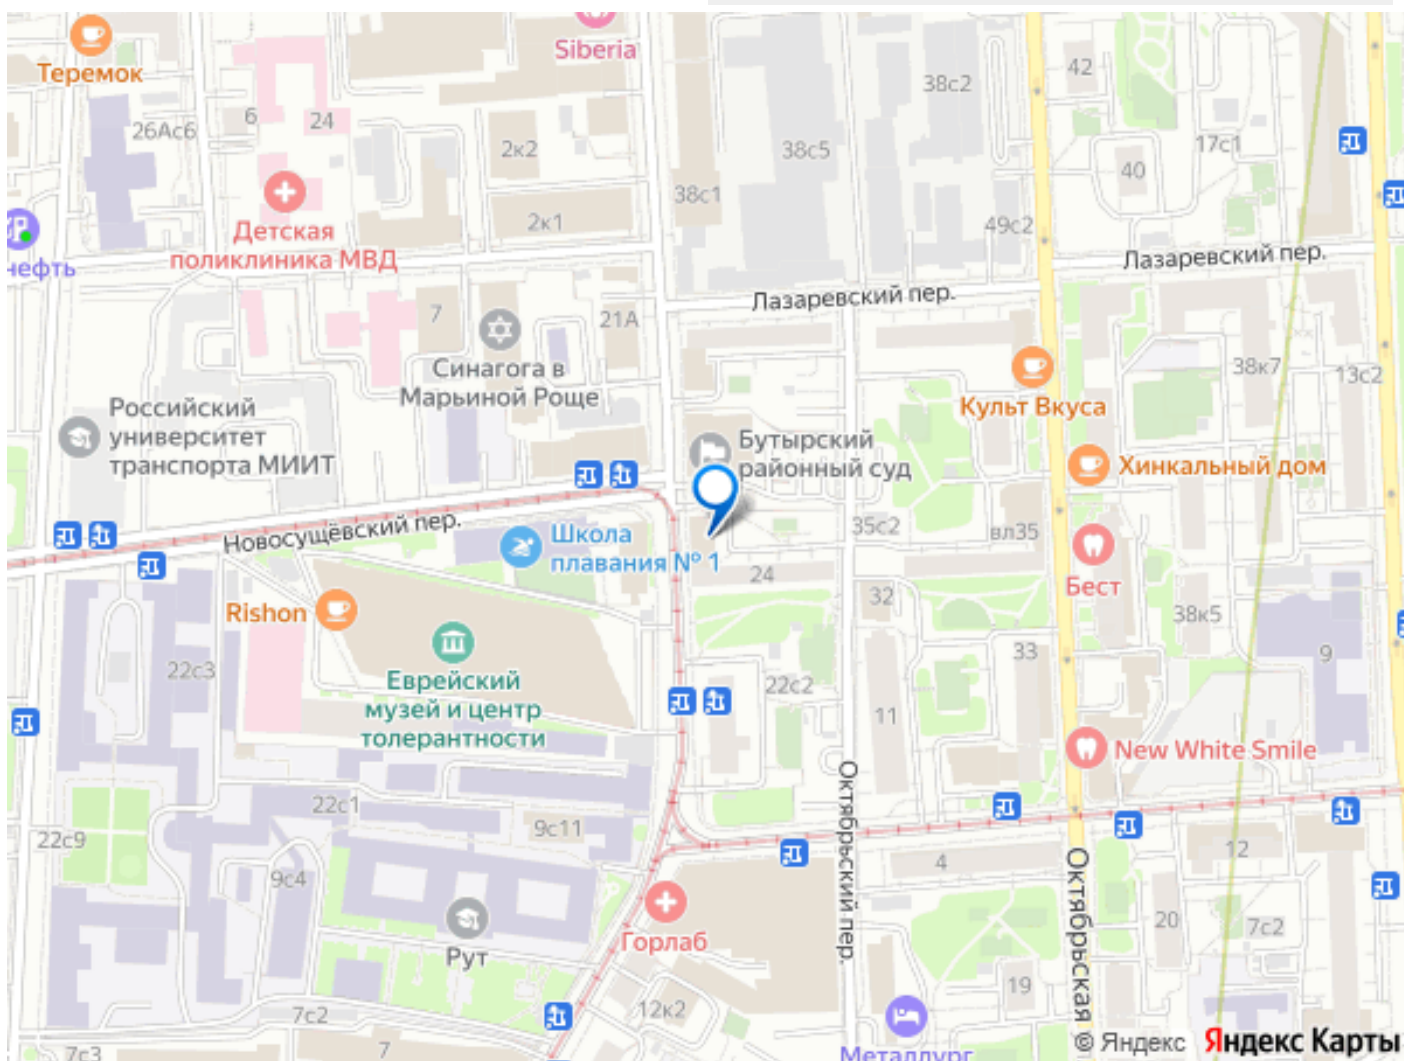 Siberia
Теремок
42
38с2
6
24
26Ас6
2к2
38с5
17с1
40
38с1
2к1
49с2
Детская
поликлиника МВД
нефть
Лазаревский пер.
Лазаревский пер.
7
21А
Синагога в
Марьиной Роще
38к7
13с2
Культ Вкуса
Российский
университет
транспорта МИИТ
Бутырский
районный суд
Хинкальный дом
Новосущёвский пер.
Школа
плавания № 1
35с2
вл35
24
Бест
32
Rishon
38к5
33
9
22с3
Еврейский
музей и центр
толерантности
22с2
11
New White Smile
Октябрьский пер.
22с1
9с11
22с9
4
12
Октябрьская
9с4
20
7с2
Горлаб
Рут
19
12к2
7с2
7с3
7
Металлург
© Яндекс Яндекс Карты